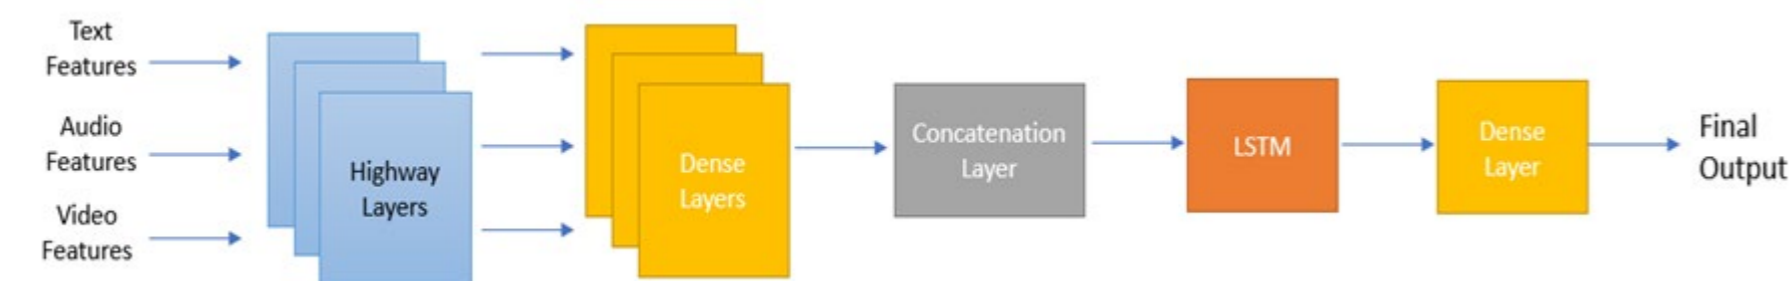 Text
Features
Audio
Features
Video
Features
Highway
Layers
Dense
Layers
Concatenation
Layer
LSTM
Dense
Layer
Final
Output